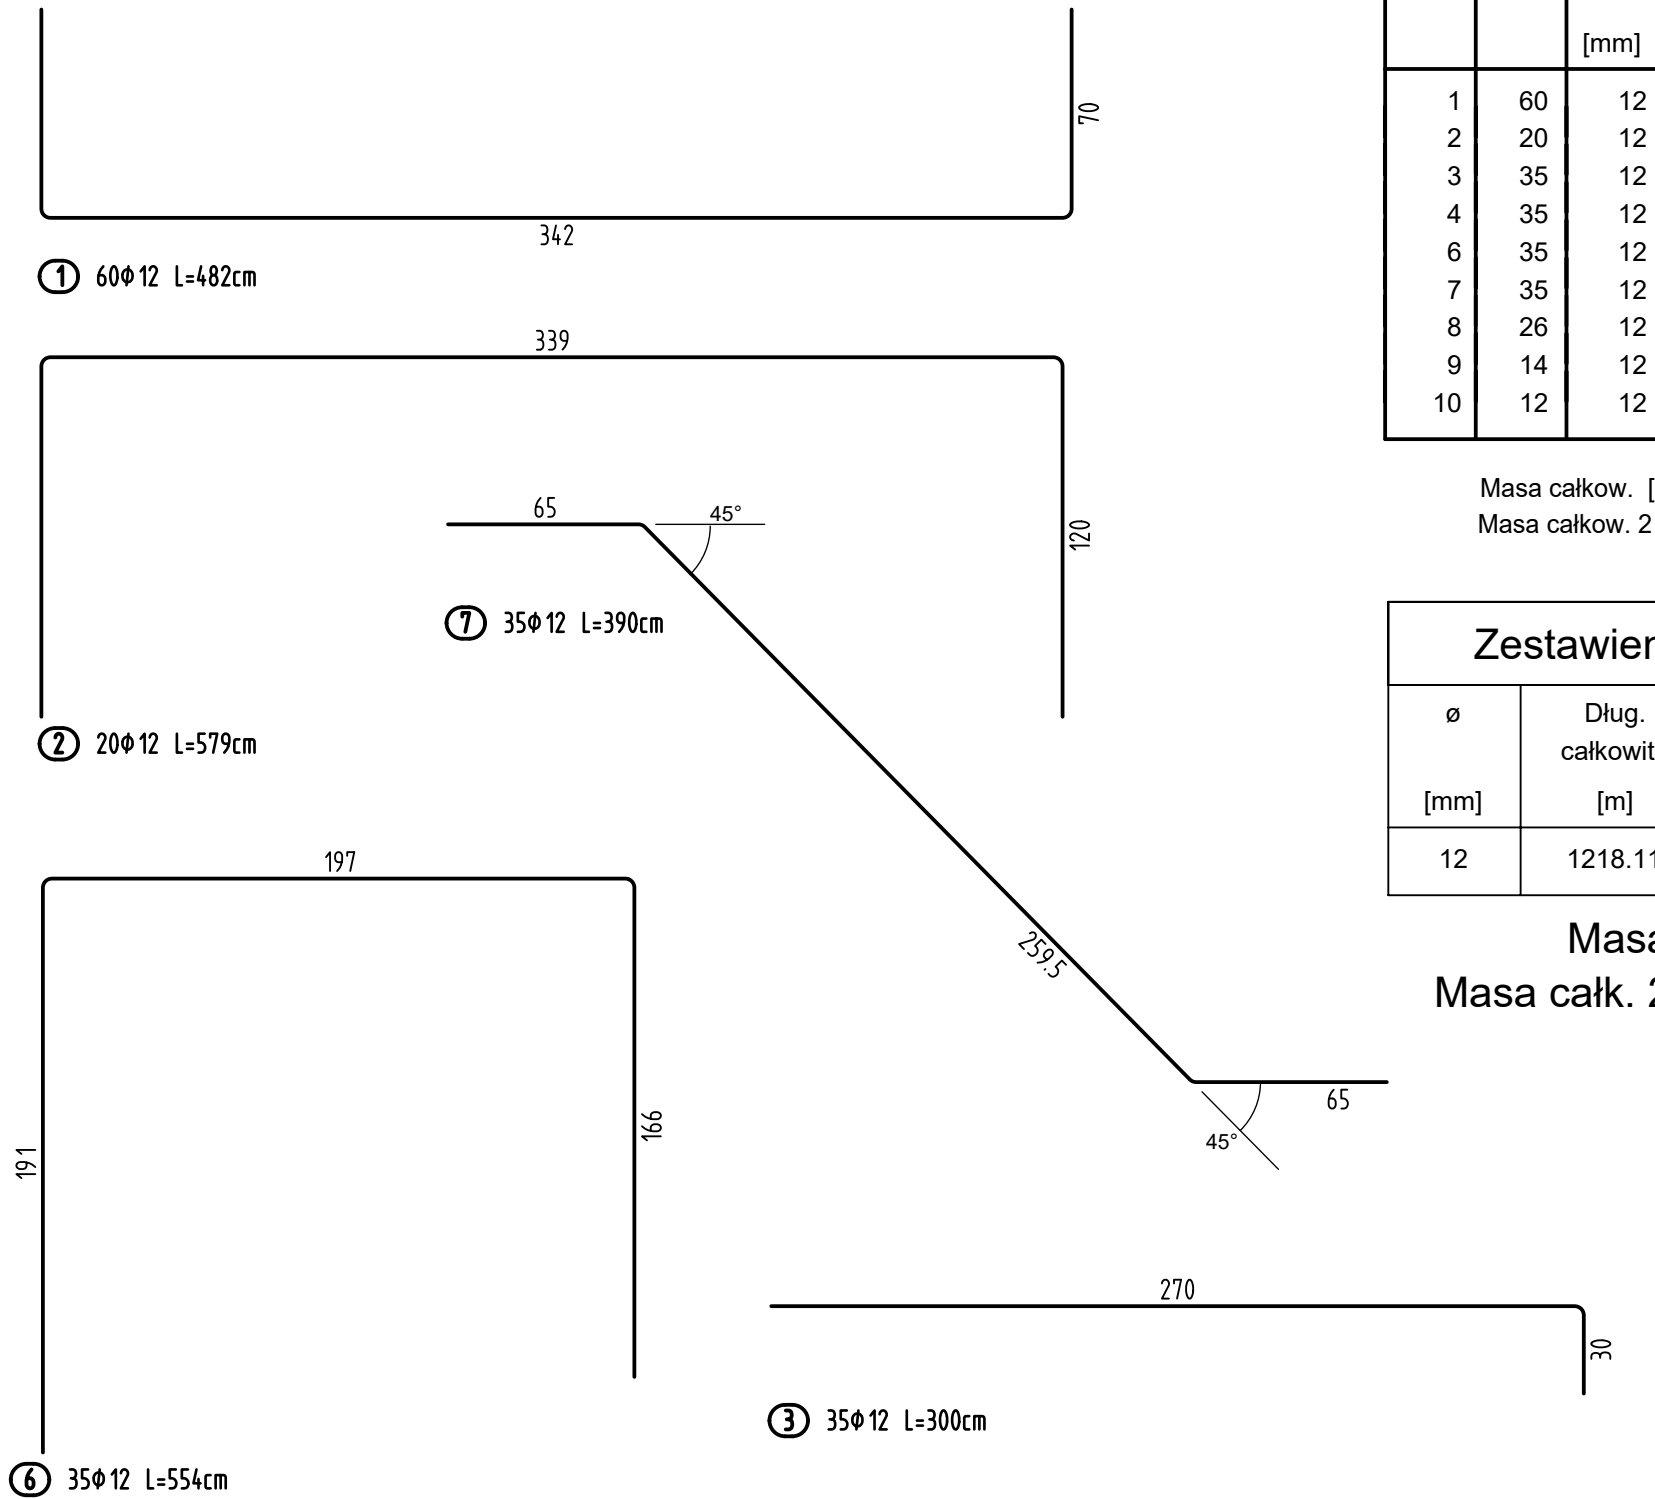 70
342
1 60Φ12 L=482cm
339
65
45°
120
7 35Φ12 L=390cm
2 20Φ12 L=579cm
197
259.5
65
45°
166
191
270
30
3 35Φ12 L=300cm
6 35Φ12 L=554cm
[mm]
1 60 12
2 20 12
3 35 12
4 35 12
6 35 12
7 35 12
8 26 12
9 14 12
10 12 12
Masa całkow. [
Masa całkow. 2
Zestawien
ø Dług.
całkowit
[mm] [m]
12 1218.11
Masa
Masa całk. 2